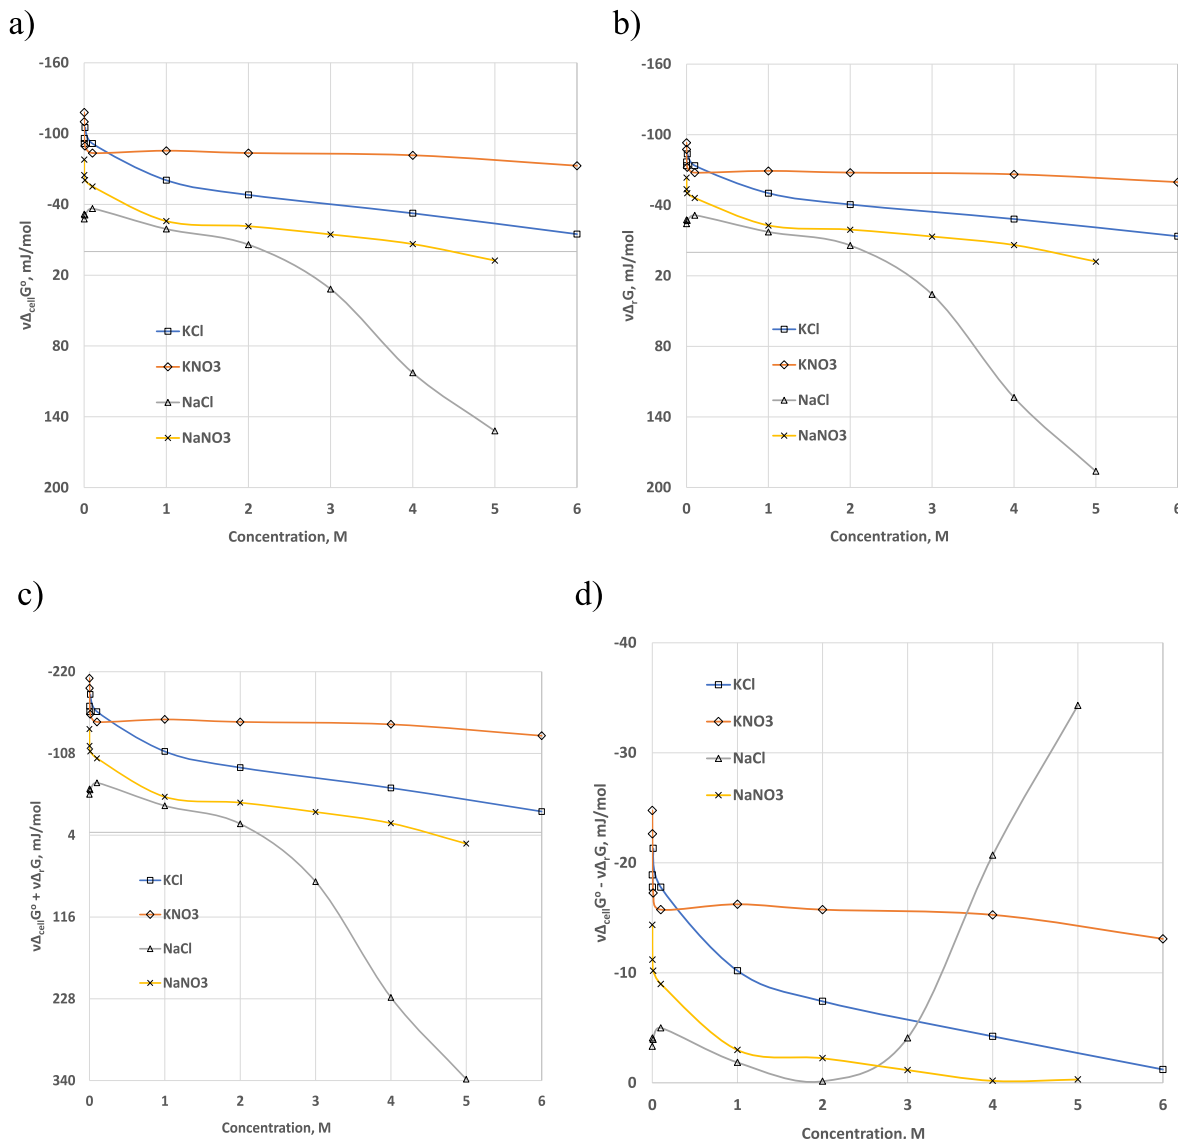 a)
-160
-100
-40
20
80
140
200
νΔcellG°, mJ/mol
KCl
KNO3
NaCl
NaNO3
0 1 2 3 4 5 6
Concentration, M
b)
-160
-100
-40
20
80
140
200
νΔrG, mJ/mol
KCl
KNO3
NaCl
NaNO3
0 1 2 3 4 5 6
Concentration, M
c)
-220
-108
4
116
228
340
νΔcellG° + νΔrG, mJ/mol
KCl
KNO3
NaCl
NaNO3
0 1 2 3 4 5 6
Concentration, M
d)
-40
-30
-20
-10
0
νΔcellG° - νΔrG, mJ/mol
KCl
KNO3
NaCl
NaNO3
0 1 2 3 4 5 6
Concentration, M